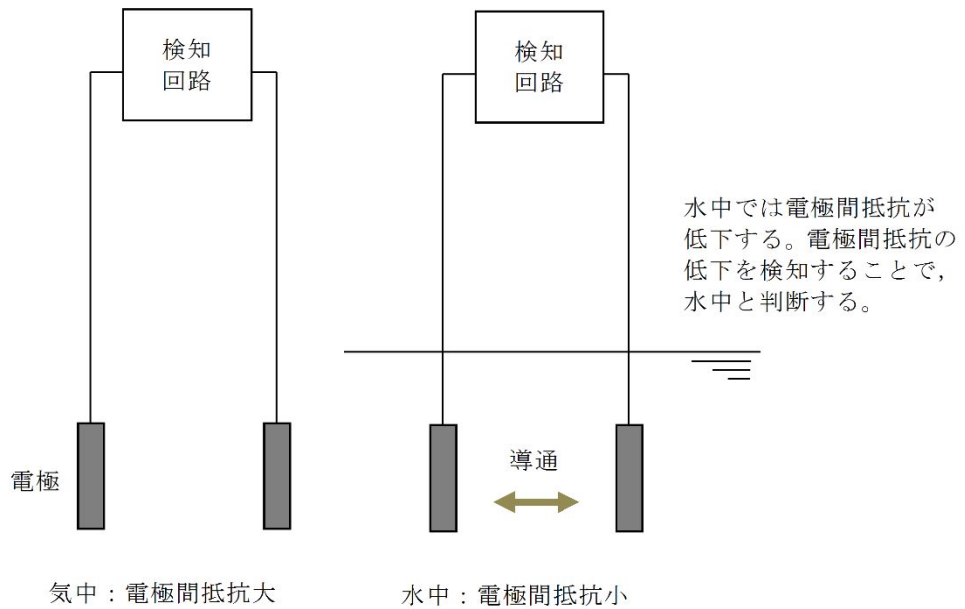 検知
回路
検知
回路
水中では電極間抵抗が
低下する。電極間抵抗の
低下を検知することで,
水中と判断する。
導通
電極
気中：電極間抵抗大
水中：電極間抵抗小